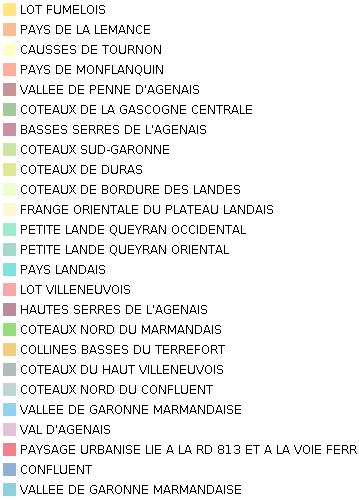 LOT FUMELOIS
PAYS DE LA LEMANCE
CAUSSES DE TOURNON
PAYS DE MONFLANQUIN
VALLEE DE PENNE D'AGENAIS
COTEAUX DE LA GASCOGNE CENTRALE
BASSES SERRES DE L'AGENAIS
COTEAUX SUD-GARONNE
COTEAUX DE DURAS
COTEAUX DE BORDURE DES LANDES
FRANGE ORIENTALE DU PLATEAU LANDAIS
PETITE LANDE QUEYRAN OCCIDENTAL
PETITE LANDE QUEYRAN ORIENTAL
PAYS LANDAIS
LOT VILLENEUVOIS
HAUTES SERRES DE L'AGENAIS
COTEAUX NORD DU MARMANDAIS
COLLINES BASSES DU TERREFORT
COTEAUX DU HAUT VILLENEUVOIS
COTEAUX NORD DU CONFLUENT
VALLEE DE GARONNE MARMANDAISE
VAL D'AGENAIS
PAYSAGE URBANISE LIE A LA RD 813 ET A LA VOIE FERR
CONFLUENT
VALLEE DE GARONNE MARMANDAISE